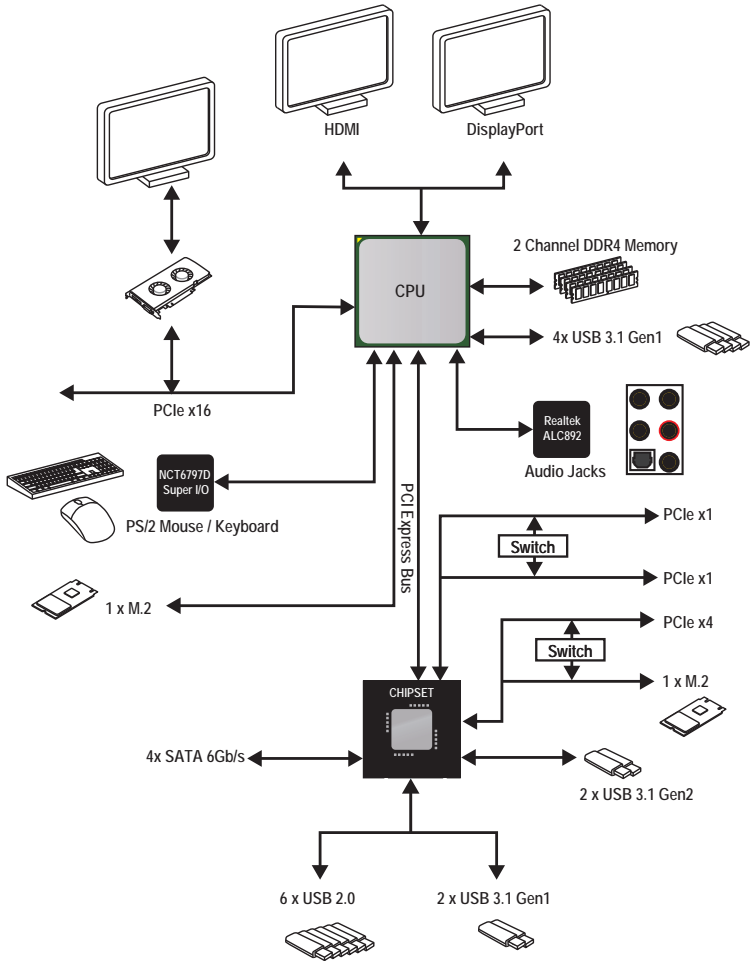 HDMI
DisplayPort
CPU
2 Channel DDR4 Memory
4x USB 3.1 Gen1
PCIe x16
Realtek
ALC892
Audio Jacks
NCT6797D
Super I/O
PS/2 Mouse / Keyboard
PCI Express Bus
PCIe x1
Switch
PCIe x1
1 x M.2
PCIe x4
Switch
1 x M.2
CHIPSET
4x SATA 6Gb/s
2 x USB 3.1 Gen2
6 x USB 2.0
2 x USB 3.1 Gen1